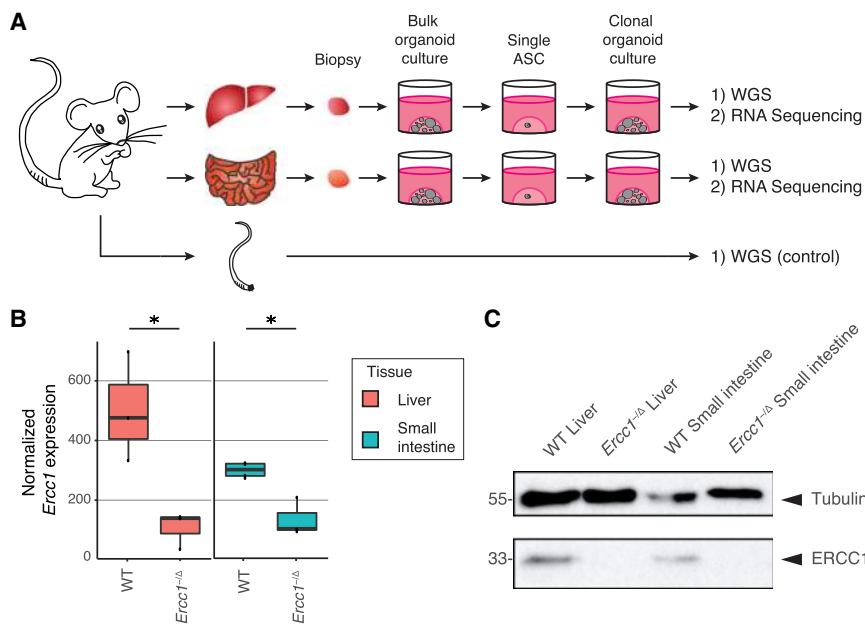 A
Biopsy
Bulk
organoid
culture
Single
ASC
Clonal
organoid
culture
1) WGS
2) RNA Sequencing
1) WGS
2) RNA Sequencing
1) WGS (control)
B
*
*
Normalized
Ercc1 expression
600
400
200
0
WT
Ercc1⁻/Δ
WT
Ercc1⁻/Δ
Tissue
Liver
Small
intestine
C
WT Liver
Ercc1⁻/Δ Liver
WT Small intestine
Ercc1⁻/Δ Small intestine
55-
Tubulin
33-
ERCC1